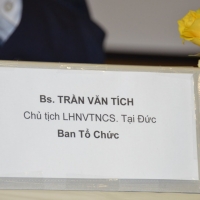 Bs. TRẦN VĂN TÍCH
Chủ tịch LHNVTNCS. Tại Đức
Ban Tổ Chức